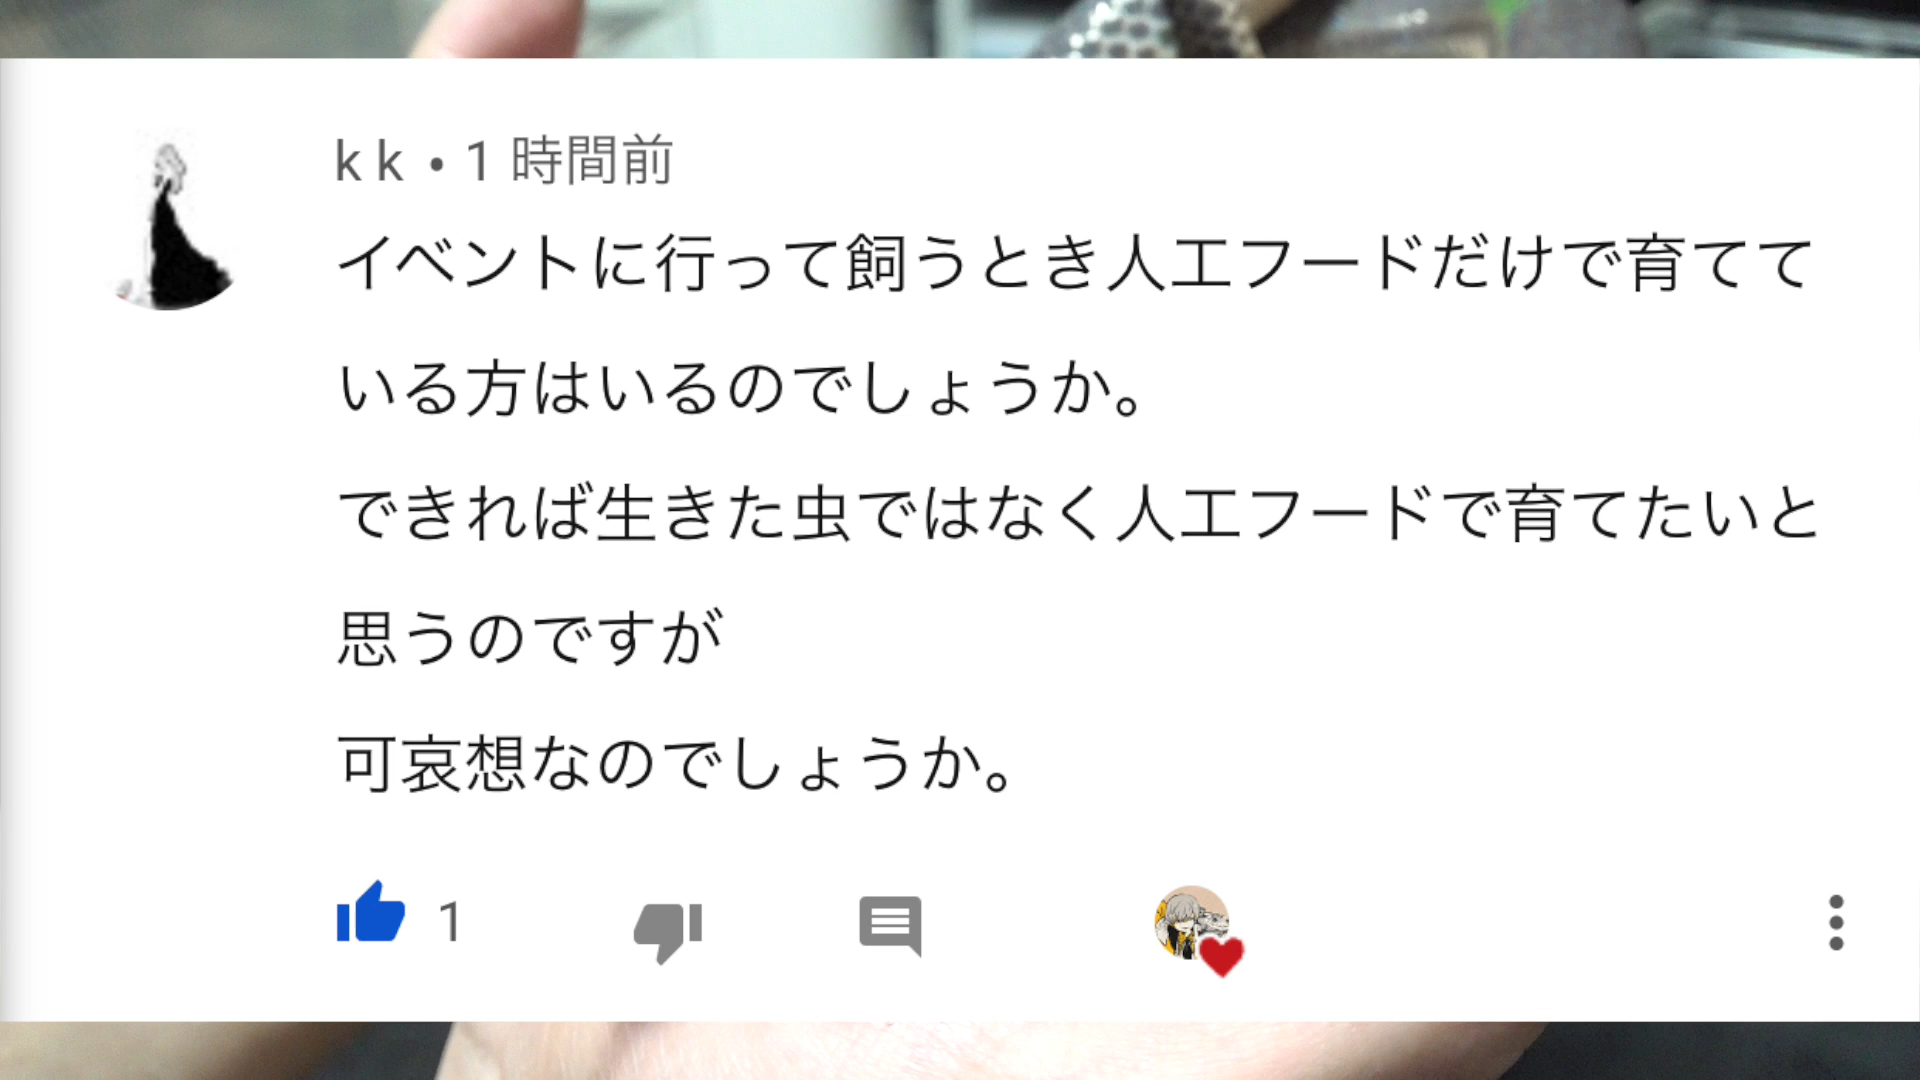 k k • 1 時間前
イベントに行って飼うとき人工フードだけで育てて
いる方はいるのでしょうか。
できれば生きた虫ではなく人工フードで育てたいと
思うのですが
可哀想なのでしょうか。
1